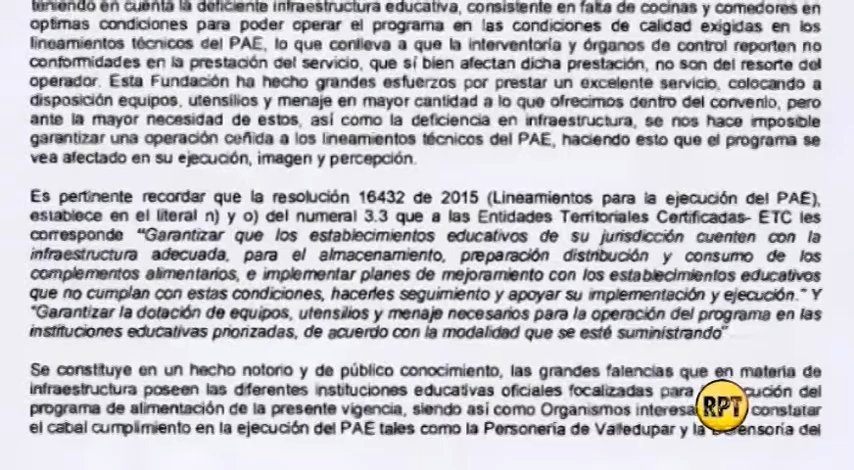 teniendo en cuenta la deficiente infraestructura educativa, consistente en falta de cocinas y comedores en
optimas condiciones para poder operar el programa en las condiciones de calidad exigidas en los
lineamientos técnicos del PAE, lo que conlleva a que la interventoría y órganos de control reporten no
conformidades en la prestación del servicio, que si bien afectan dicha prestación, no son del resorte del
operador. Esta Fundación ha hecho grandes esfuerzos por prestar un excelente servicio, colocando a
disposición equipos, utensilios y menaje en mayor cantidad a lo que ofrecimos dentro del convenio, pero
ante la mayor necesidad de estos, así como la deficiencia en infraestructura, se nos hace imposible
garantizar una operación ceñida a los lineamientos técnicos del PAE, haciendo esto que el programa se
vea afectado en su ejecución, imagen y percepción.
Es pertinente recordar que la resolución 16432 de 2015 (Lineamientos para la ejecución del PAE),
establece en el literal n) y o) del numeral 3.3 que a las Entidades Territoriales Certificadas- ETC les
corresponde "Garantizar que los establecimientos educativos de su jurisdicción cuenten con la
infraestructura adecuada, para el almacenamiento, preparación distribución y consumo de los
complementos alimentarios, e implementar planes de mejoramiento con los establecimientos educativos
que no cumplan con estas condiciones, hacerles seguimiento y apoyar su implementación y ejecución." Y
"Garantizar la dotación de equipos, utensilios y menaje necesarios para la operación del programa en las
instituciones educativas priorizadas, de acuerdo con la modalidad que se esté suministrando"
Se constituye en un hecho notorio y de público conocimiento, las grandes falencias que en materia de
infraestructura poseen las diferentes instituciones educativas oficiales focalizadas para cución del
programa de alimentación de la presente vigencia, siendo así como Organismos interesa RPT constatar
el cabal cumplimiento en la ejecución del PAE tales como la Personería de Valledupar y la ensoría del